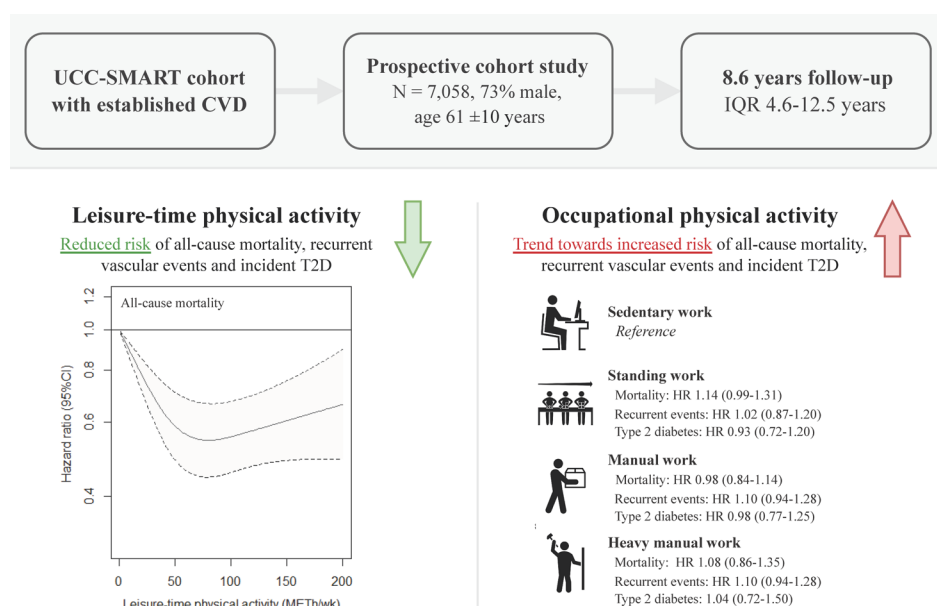 UCC-SMART cohort
with established CVD
Prospective cohort study
N = 7,058, 73% male,
age 61 ±10 years
8.6 years follow-up
IQR 4.6-12.5 years
Leisure-time physical activity
Reduced risk of all-cause mortality, recurrent
vascular events and incident T2D
All-cause mortality
Hazard ratio (95%CI)
1.2
1.0
0.8
0.6
0.4
0 50 100 150 200
Leisure-time physical activity (METh/wk)
Occupational physical activity
Trend towards increased risk of all-cause mortality,
recurrent vascular events and incident T2D
Sedentary work
Reference
Standing work
Mortality: HR 1.14 (0.99-1.31)
Recurrent events: HR 1.02 (0.87-1.20)
Type 2 diabetes: HR 0.93 (0.72-1.20)
Manual work
Mortality: HR 0.98 (0.84-1.14)
Recurrent events: HR 1.10 (0.94-1.28)
Type 2 diabetes: HR 0.98 (0.77-1.25)
Heavy manual work
Mortality: HR 1.08 (0.86-1.35)
Recurrent events: HR 1.10 (0.94-1.28)
Type 2 diabetes: 1.04 (0.72-1.50)